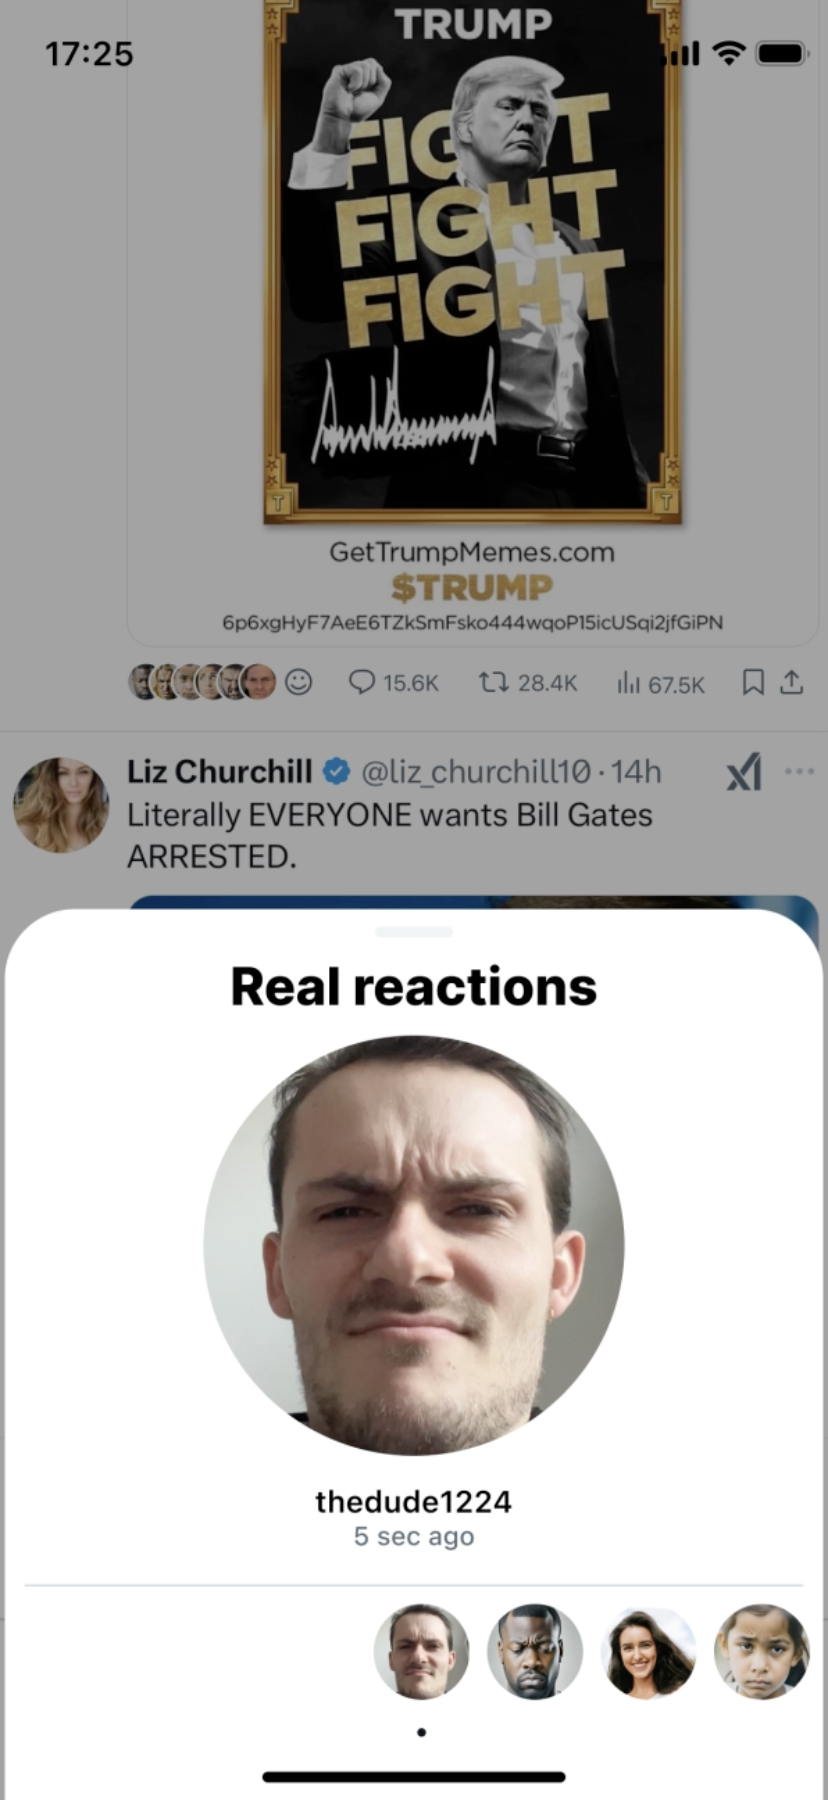 17:25
TRUMP
FIGHT
FIGHT
FIGHT
T
T
GetTrumpMemes.com
$TRUMP
6p6xgHyF7AeE6TZkSmFsko444wqoP15icUSqi2jfGiPN
15.6K 28.4K 67.5K
Liz Churchill @liz_churchill10 · 14h
Literally EVERYONE wants Bill Gates
ARRESTED.
Real reactions
thedude1224
5 sec ago